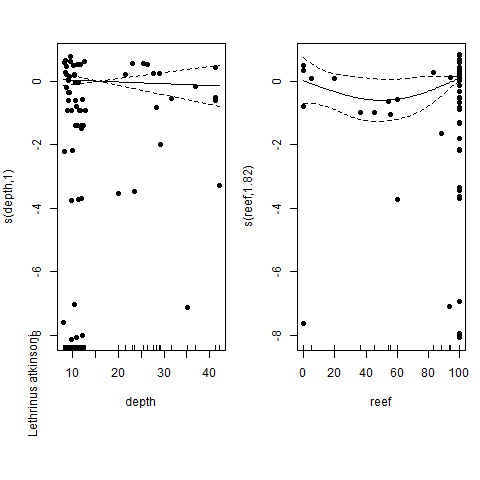 s(depth,1)
0
-2
-4
-6
-8
10 20 30 40
depth
Lethrinus atkinsoni
s(reef,1.82)
0
-2
-4
-6
-8
0 20 40 60 80 100
reef